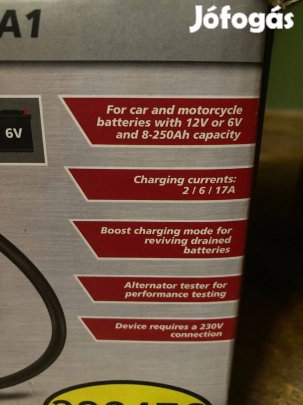 Jófogás
A1
For car and motorcycle
batteries with 12V or 6V
and 8-250Ah capacity
6V
Charging currents:
2 / 6 / 17A
Boost charging mode for
reviving drained
batteries
Alternator tester for
performance testing
Device requires a 230V
connection